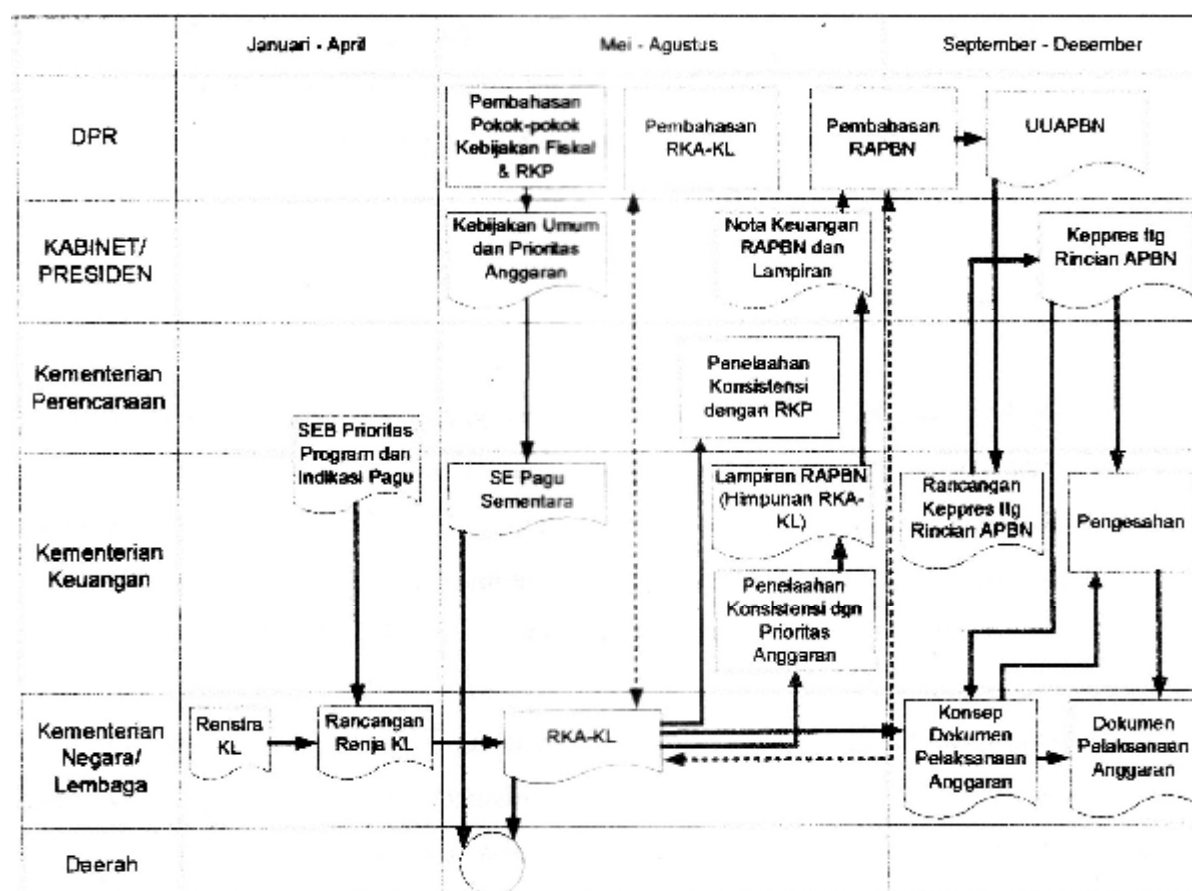 Januari - April
Mei - Agustus
September - Desember
DPR
Pembahasan
Pokok-pokok
Kebijakan Fiskal
& RKP
Pembahasan
RKA-KL
Pembabasan
RAPBN
UUAPBN
KABINET/
PRESIDEN
Kebijakan Umum
dan Prioritas
Anggaran
Nota Keuangan
RAPBN dan
Lampiran
Keppres ttg
Rincian APBN
Kementerian
Perencanaan
Penelaahan
Konsistensi
dengan RKP
SEB Prioritas
Program dan
Indikasi Pagu
Kementerian
Keuangan
SE Pagu
Sementara
Lampiran RAPBN
(Himpunan RKA-
KL)
Rancangan
Keppres ttg
Rincian APBN
Pengesahan
Penelaahan
Konsistensi dgn
Prioritas
Anggaran
Kementerian
Negara/
Lembaga
Renstra
KL
Rancangan
Renja KL
RKA-KL
Konsep
Dokumen
Pelaksanaan
Anggaran
Dokumen
Pelaksanaan
Anggaran
Daerah